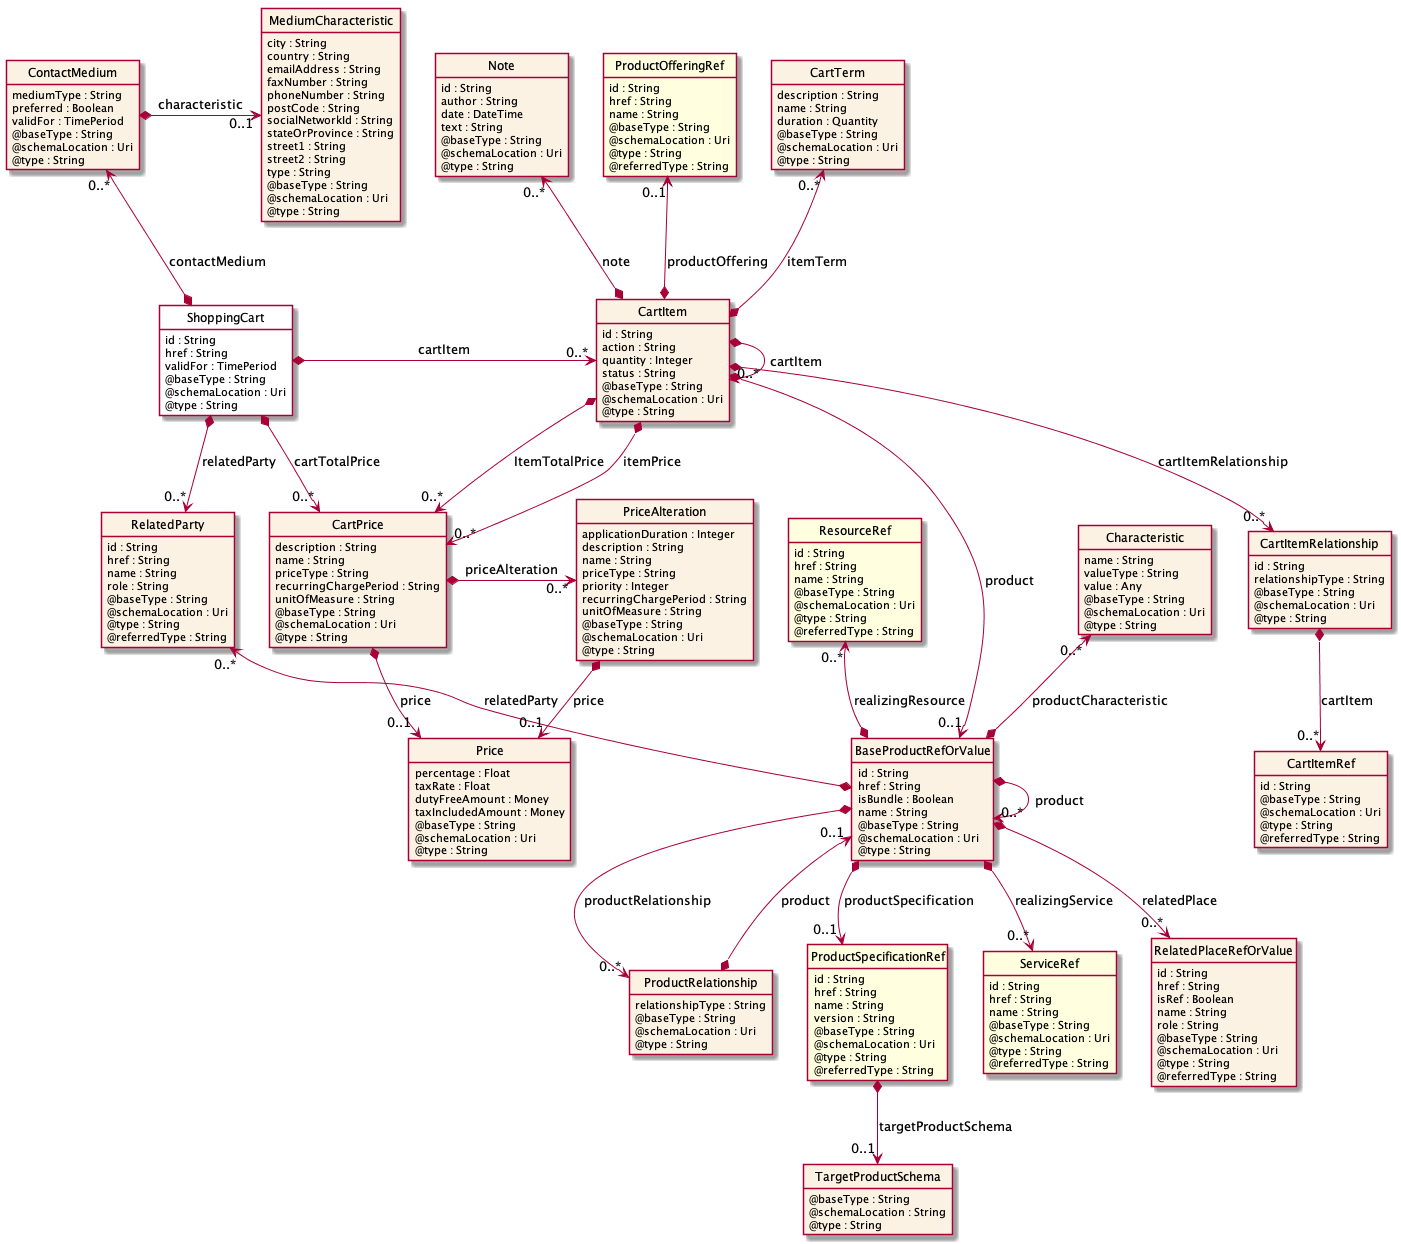 MediumCharacteristic
city : String
country : String
emailAddress : String
faxNumber : String
phoneNumber : String
postCode : String
socialNetworkId : String
stateOrProvince : String
street1 : String
street2 : String
type : String
@baseType : String
@schemaLocation : Uri
@type : String
ContactMedium
mediumType : String
preferred : Boolean
validFor : TimePeriod
@baseType : String
@schemaLocation : Uri
@type : String
characteristic
0..1
0..*
contactMedium
Note
id : String
author : String
date : DateTime
text : String
@baseType : String
@schemaLocation : Uri
@type : String
0..*
note
ProductOfferingRef
id : String
href : String
name : String
@baseType : String
@schemaLocation : Uri
@type : String
@referredType : String
0..1
productOffering
CartTerm
description : String
name : String
duration : Quantity
@baseType : String
@schemaLocation : Uri
@type : String
0..*
itemTerm
ShoppingCart
id : String
href : String
validFor : TimePeriod
@baseType : String
@schemaLocation : Uri
@type : String
cartItem
0..*
CartItem
id : String
action : String
quantity : Integer
status : String
@baseType : String
@schemaLocation : Uri
@type : String
cartItem
0..*
relatedParty
0..*
cartTotalPrice
0..*
ItemTotalPrice
0..*
itemPrice
0..*
product
0..1
cartItemRelationship
0..*
RelatedParty
id : String
href : String
name : String
role : String
@baseType : String
@schemaLocation : Uri
@type : String
@referredType : String
0..*
relatedParty
CartPrice
description : String
name : String
priceType : String
recurringChargePeriod : String
unitOfMeasure : String
@baseType : String
@schemaLocation : Uri
@type : String
priceAlteration
0..*
PriceAlteration
applicationDuration : Integer
description : String
name : String
priceType : String
priority : Integer
recurringChargePeriod : String
unitOfMeasure : String
@baseType : String
@schemaLocation : Uri
@type : String
price
0..1
price
0..1
ResourceRef
id : String
href : String
name : String
@baseType : String
@schemaLocation : Uri
@type : String
@referredType : String
0..*
realizingResource
Characteristic
name : String
valueType : String
value : Any
@baseType : String
@schemaLocation : Uri
@type : String
0..*
productCharacteristic
CartItemRelationship
id : String
relationshipType : String
@baseType : String
@schemaLocation : Uri
@type : String
cartItem
0..*
Price
percentage : Float
taxRate : Float
dutyFreeAmount : Money
taxIncludedAmount : Money
@baseType : String
@schemaLocation : Uri
@type : String
BaseProductRefOrValue
id : String
href : String
isBundle : Boolean
name : String
@baseType : String
@schemaLocation : Uri
@type : String
product
0..*
CartItemRef
id : String
@baseType : String
@schemaLocation : Uri
@type : String
@referredType : String
0..1
productRelationship
0..*
product
productSpecification
0..1
realizingService
0..*
relatedPlace
0..*
ProductRelationship
relationshipType : String
@baseType : String
@schemaLocation : Uri
@type : String
ProductSpecificationRef
id : String
href : String
name : String
version : String
@baseType : String
@schemaLocation : Uri
@type : String
@referredType : String
ServiceRef
id : String
href : String
name : String
@baseType : String
@schemaLocation : Uri
@type : String
@referredType : String
RelatedPlaceRefOrValue
id : String
href : String
isRef : Boolean
name : String
role : String
@baseType : String
@schemaLocation : Uri
@type : String
@referredType : String
targetProductSchema
0..1
TargetProductSchema
@baseType : String
@schemaLocation : String
@type : String